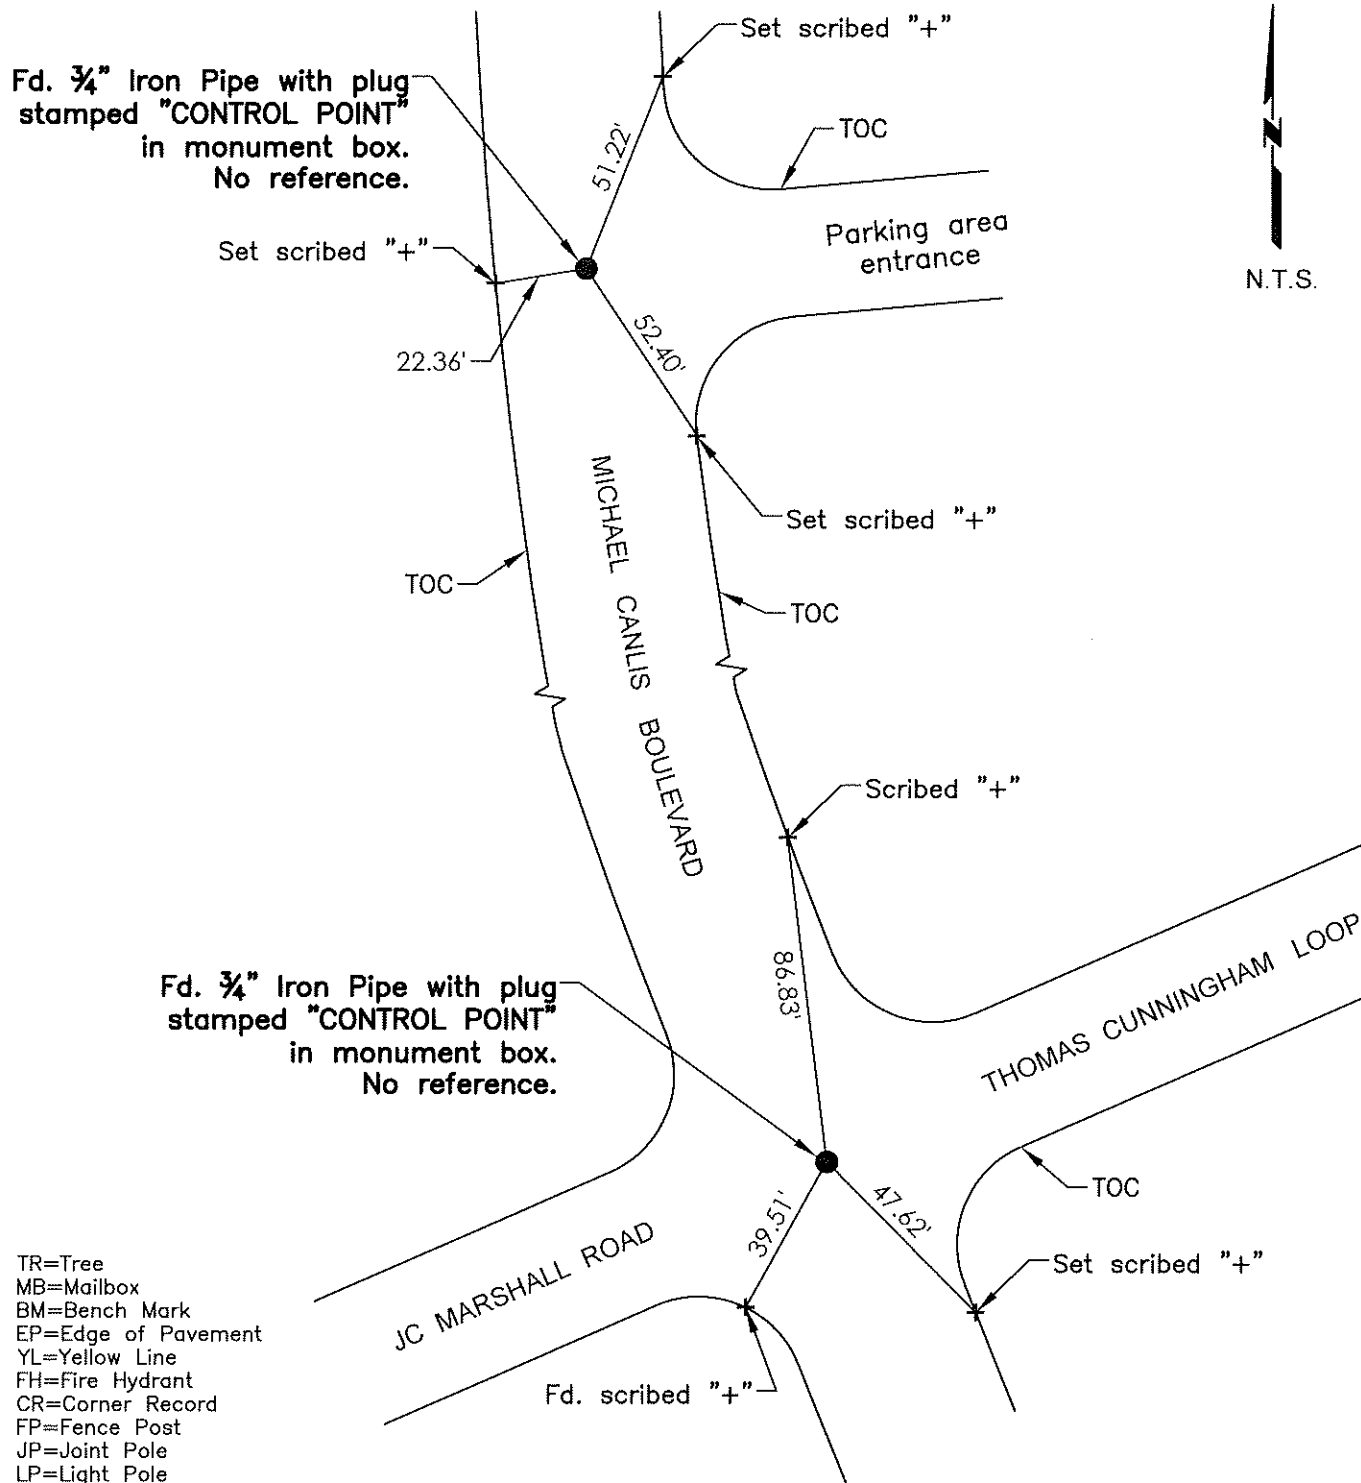 Set scribed "+"
Fd. ¾" Iron Pipe with plug
stamped "CONTROL POINT"
in monument box.
No reference.
TOC
51.22'
N
Parking area
entrance
Set scribed "+"
N.T.S.
52.40'
22.36'
MICHAEL CANLIS BOULEVARD
Set scribed "+"
TOC
TOC
Scribed "+"
THOMAS CUNNINGHAM LOOP
86.83'
Fd. ¾" Iron Pipe with plug
stamped "CONTROL POINT"
in monument box.
No reference.
TOC
47.62'
39.51'
JC MARSHALL ROAD
Set scribed "+"
Fd. scribed "+"
TR=Tree
MB=Mailbox
BM=Bench Mark
EP=Edge of Pavement
YL=Yellow Line
FH=Fire Hydrant
CR=Corner Record
FP=Fence Post
JP=Joint Pole
LP=Light Pole